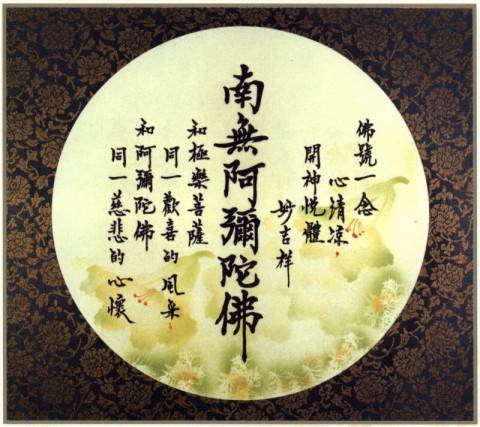 佛號一念
心清涼
開神悅體
妙吉祥
南無阿彌陀佛
和極樂菩薩
同一歡喜的風采
和阿彌陀佛
同一慈悲的心懷